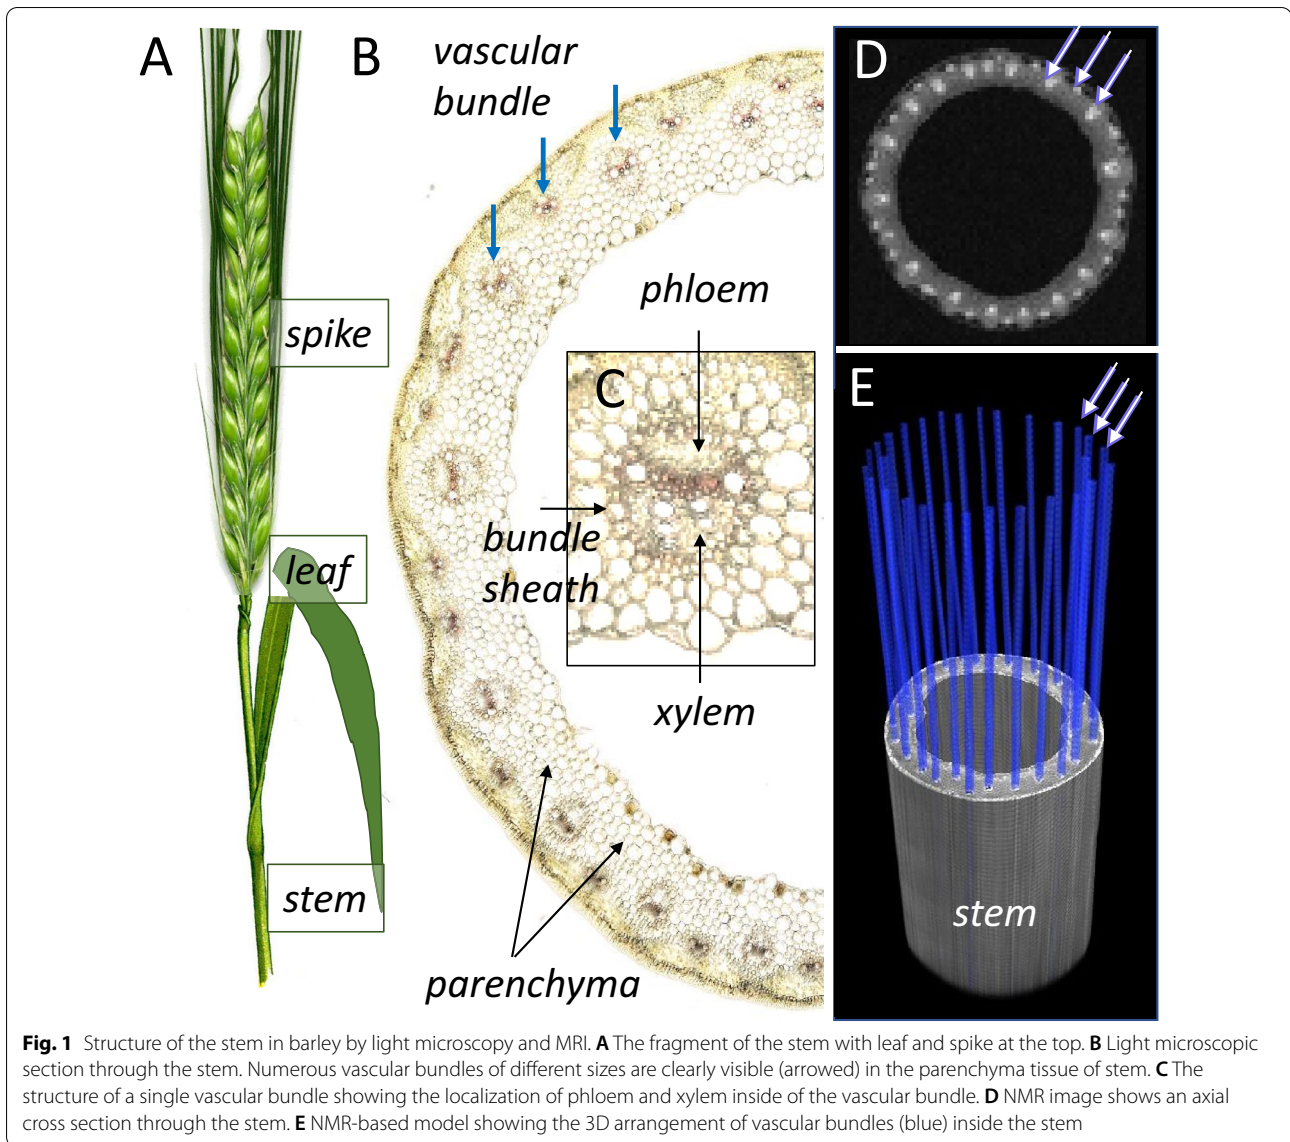 A
spike
leaf
stem
B
vascular
bundle
phloem
C
bundle
sheath
xylem
parenchyma
D
E
stem
Fig. 1 Structure of the stem in barley by light microscopy and MRI. A The fragment of the stem with leaf and spike at the top. B Light microscopic
section through the stem. Numerous vascular bundles of different sizes are clearly visible (arrowed) in the parenchyma tissue of stem. C The
structure of a single vascular bundle showing the localization of phloem and xylem inside of the vascular bundle. D NMR image shows an axial
cross section through the stem. E NMR-based model showing the 3D arrangement of vascular bundles (blue) inside the stem